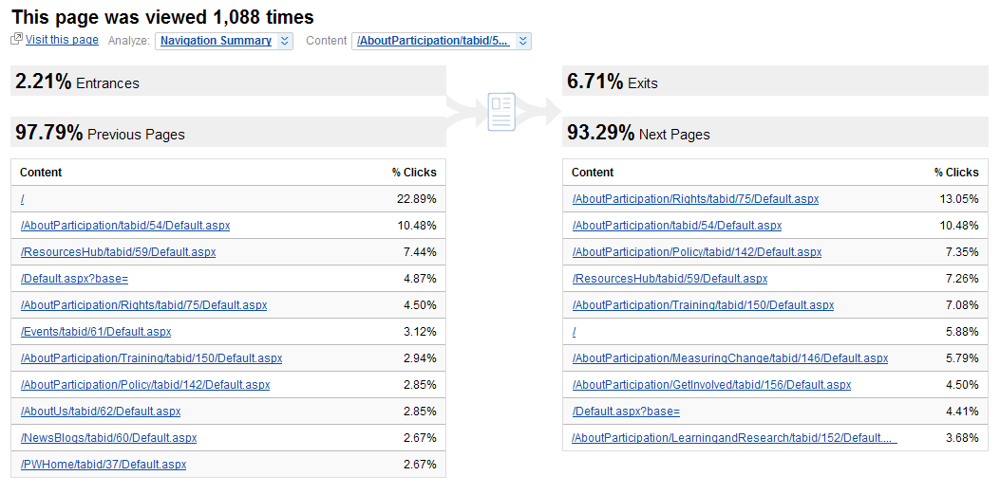 This page was viewed 1,088 times
Visit this page Analyze: Navigation Summary Content /AboutParticipation/tabid/5...
2.21% Entrances
97.79% Previous Pages
Content % Clicks
/ 22.89%
/AboutParticipation/tabid/54/Default.aspx 10.48%
/ResourcesHub/tabid/59/Default.aspx 7.44%
/Default.aspx?base= 4.87%
/AboutParticipation/Rights/tabid/75/Default.aspx 4.50%
/Events/tabid/61/Default.aspx 3.12%
/AboutParticipation/Training/tabid/150/Default.aspx 2.94%
/AboutParticipation/Policy/tabid/142/Default.aspx 2.85%
/AboutUs/tabid/62/Default.aspx 2.85%
/NewsBlogs/tabid/60/Default.aspx 2.67%
/PWHome/tabid/37/Default.aspx 2.67%
6.71% Exits
93.29% Next Pages
Content % Clicks
/AboutParticipation/Rights/tabid/75/Default.aspx 13.05%
/AboutParticipation/tabid/54/Default.aspx 10.48%
/AboutParticipation/Policy/tabid/142/Default.aspx 7.35%
/ResourcesHub/tabid/59/Default.aspx 7.26%
/AboutParticipation/Training/tabid/150/Default.aspx 7.08%
/ 5.88%
/AboutParticipation/MeasuringChange/tabid/146/Default.aspx 5.79%
/AboutParticipation/GetInvolved/tabid/156/Default.aspx 4.50%
/Default.aspx?base= 4.41%
/AboutParticipation/LearningandResearch/tabid/152/Default.... 3.68%